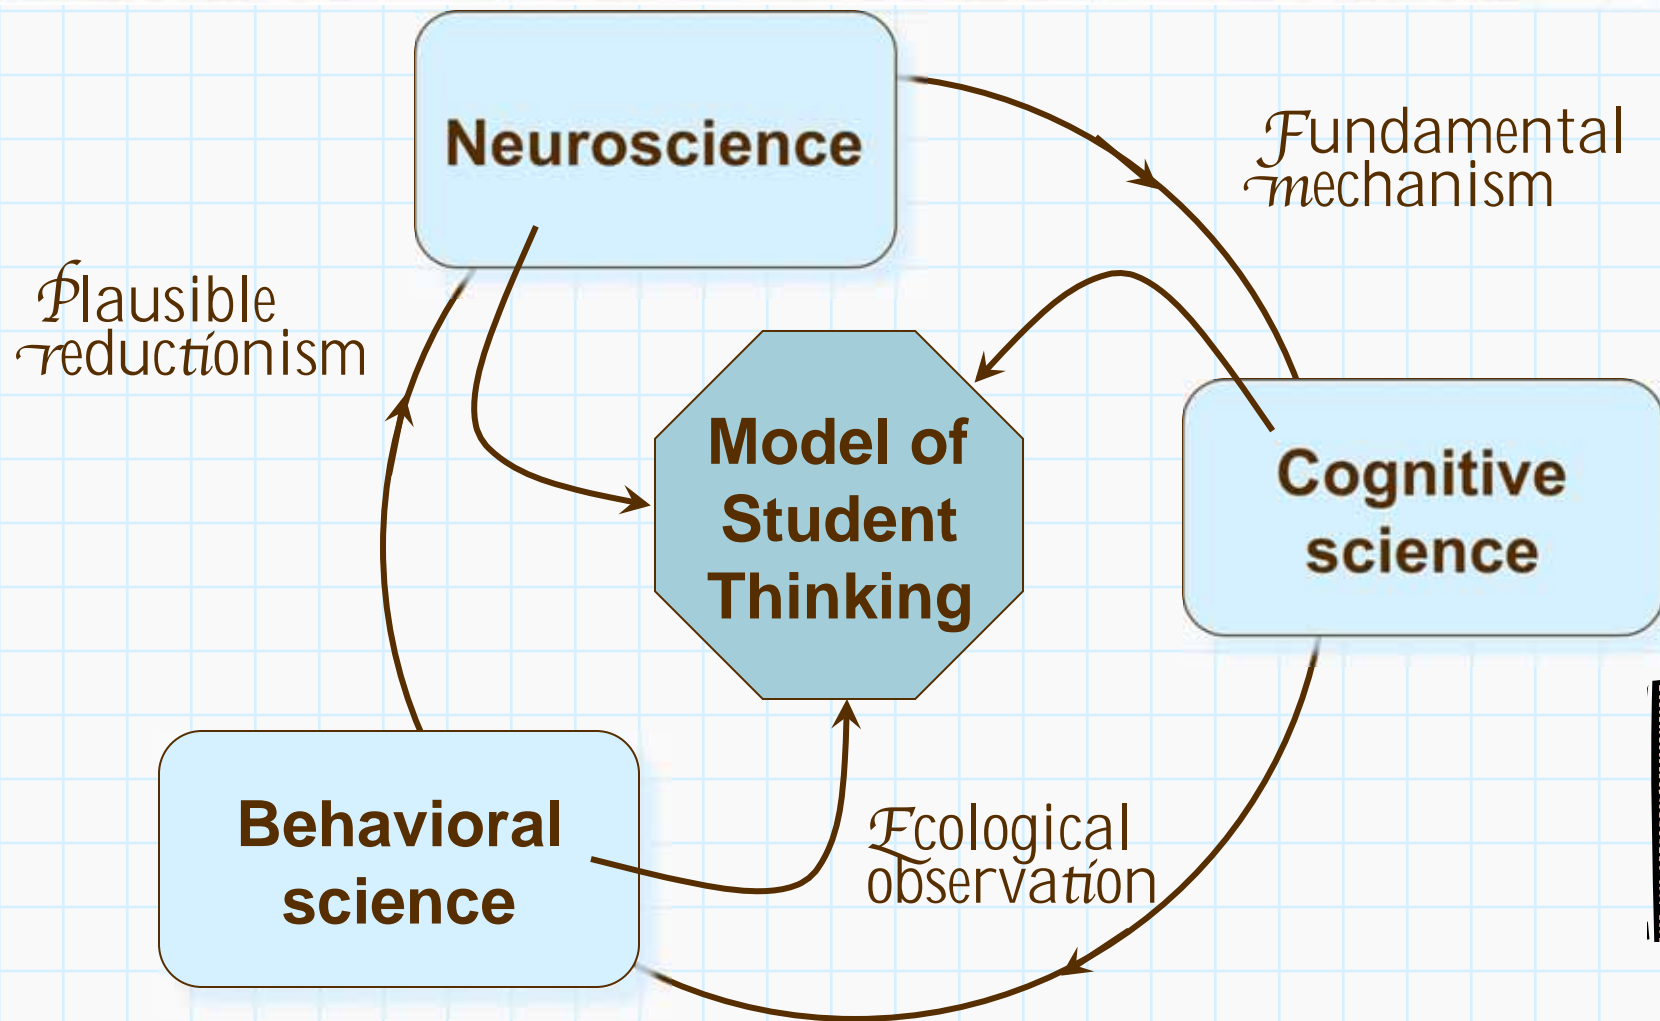 Neuroscience
Fundamental
mechanism
Plausible
reductionism
Model of
Student
Thinking
Cognitive
science
Behavioral
science
Ecological
observation